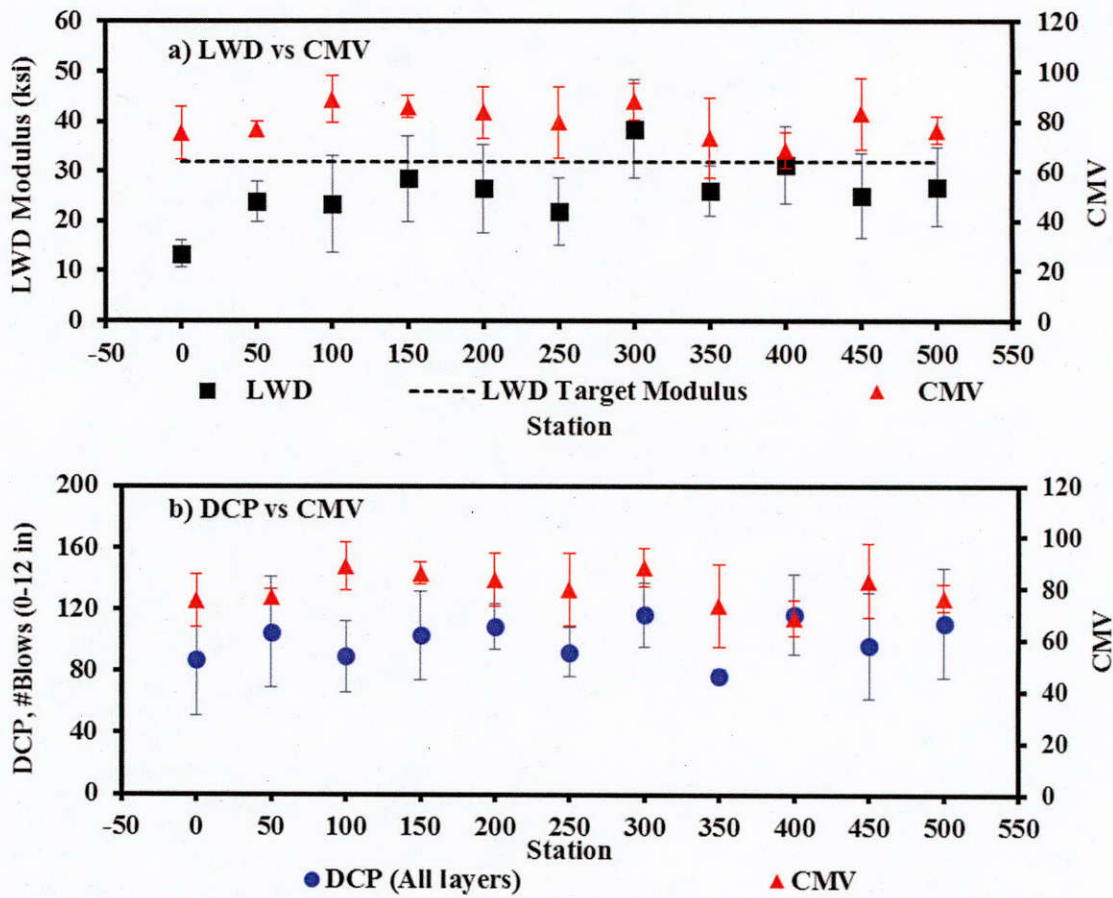 a) LWD vs CMV
LWD Modulus (ksi)
60
50
40
30
20
10
0
120
100
80
60
40
20
0
CMV
-50 0 50 100 150 200 250 300 350 400 450 500 550
LWD LWD Target Modulus CMV
Station
b) DCP vs CMV
DCP, #Blows (0-12 in)
200
160
120
80
40
0
120
100
80
60
40
20
0
CMV
-50 0 50 100 150 200 250 300 350 400 450 500 550
Station
DCP (All layers) CMV